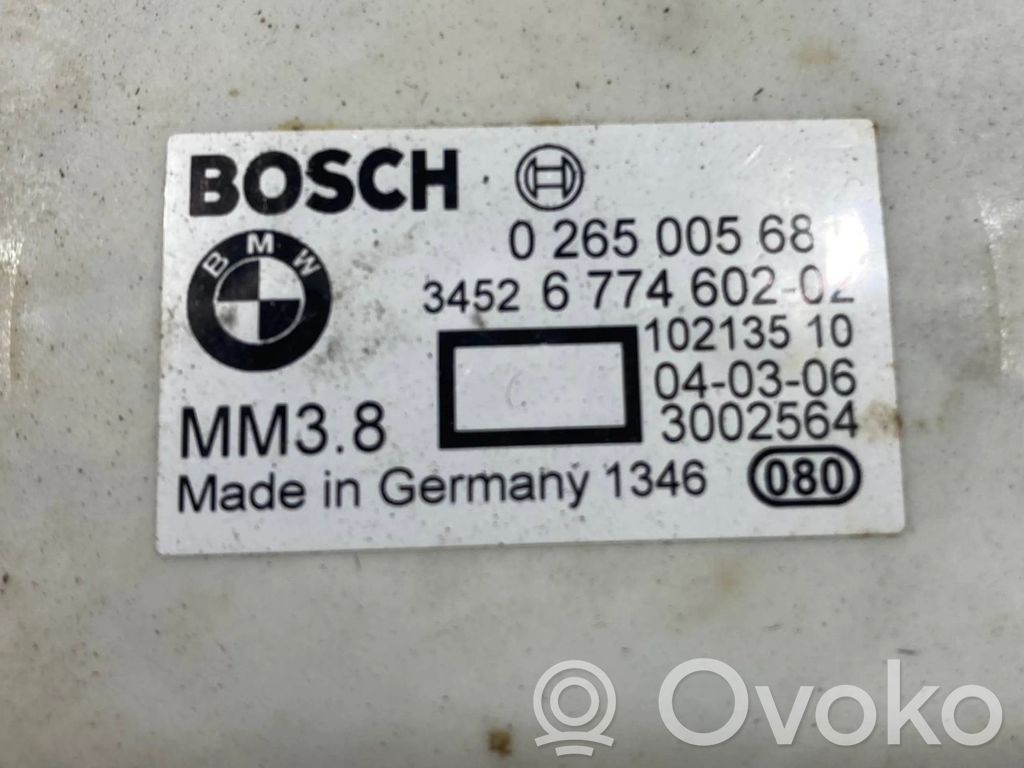 BOSCH
BMW
0 265 005 68
3452 6 774 602-02
102135 10
04-03-06
3002564
MM3.8
Made in Germany 1346
080
Ovoko